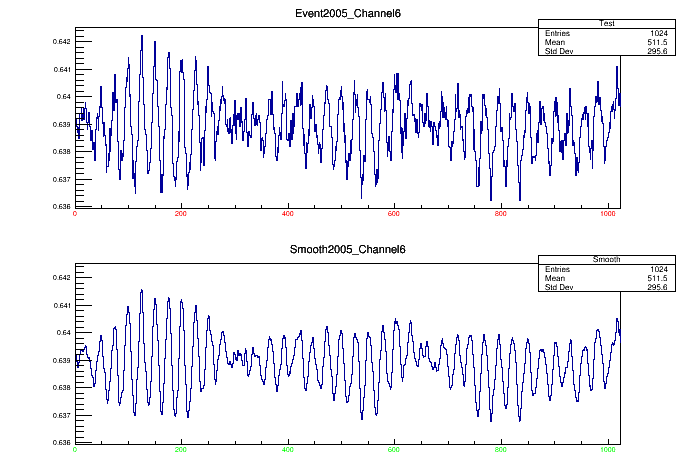 Event2005_Channel6
Test
Entries 1024
Mean 511.5
Std Dev 295.6
0.642
0.641
0.64
0.639
0.638
0.637
0.636
0 200 400 600 800 1000
Smooth2005_Channel6
Smooth
Entries 1024
Mean 511.5
Std Dev 295.6
0.642
0.641
0.64
0.639
0.638
0.637
0.636
0 200 400 600 800 1000